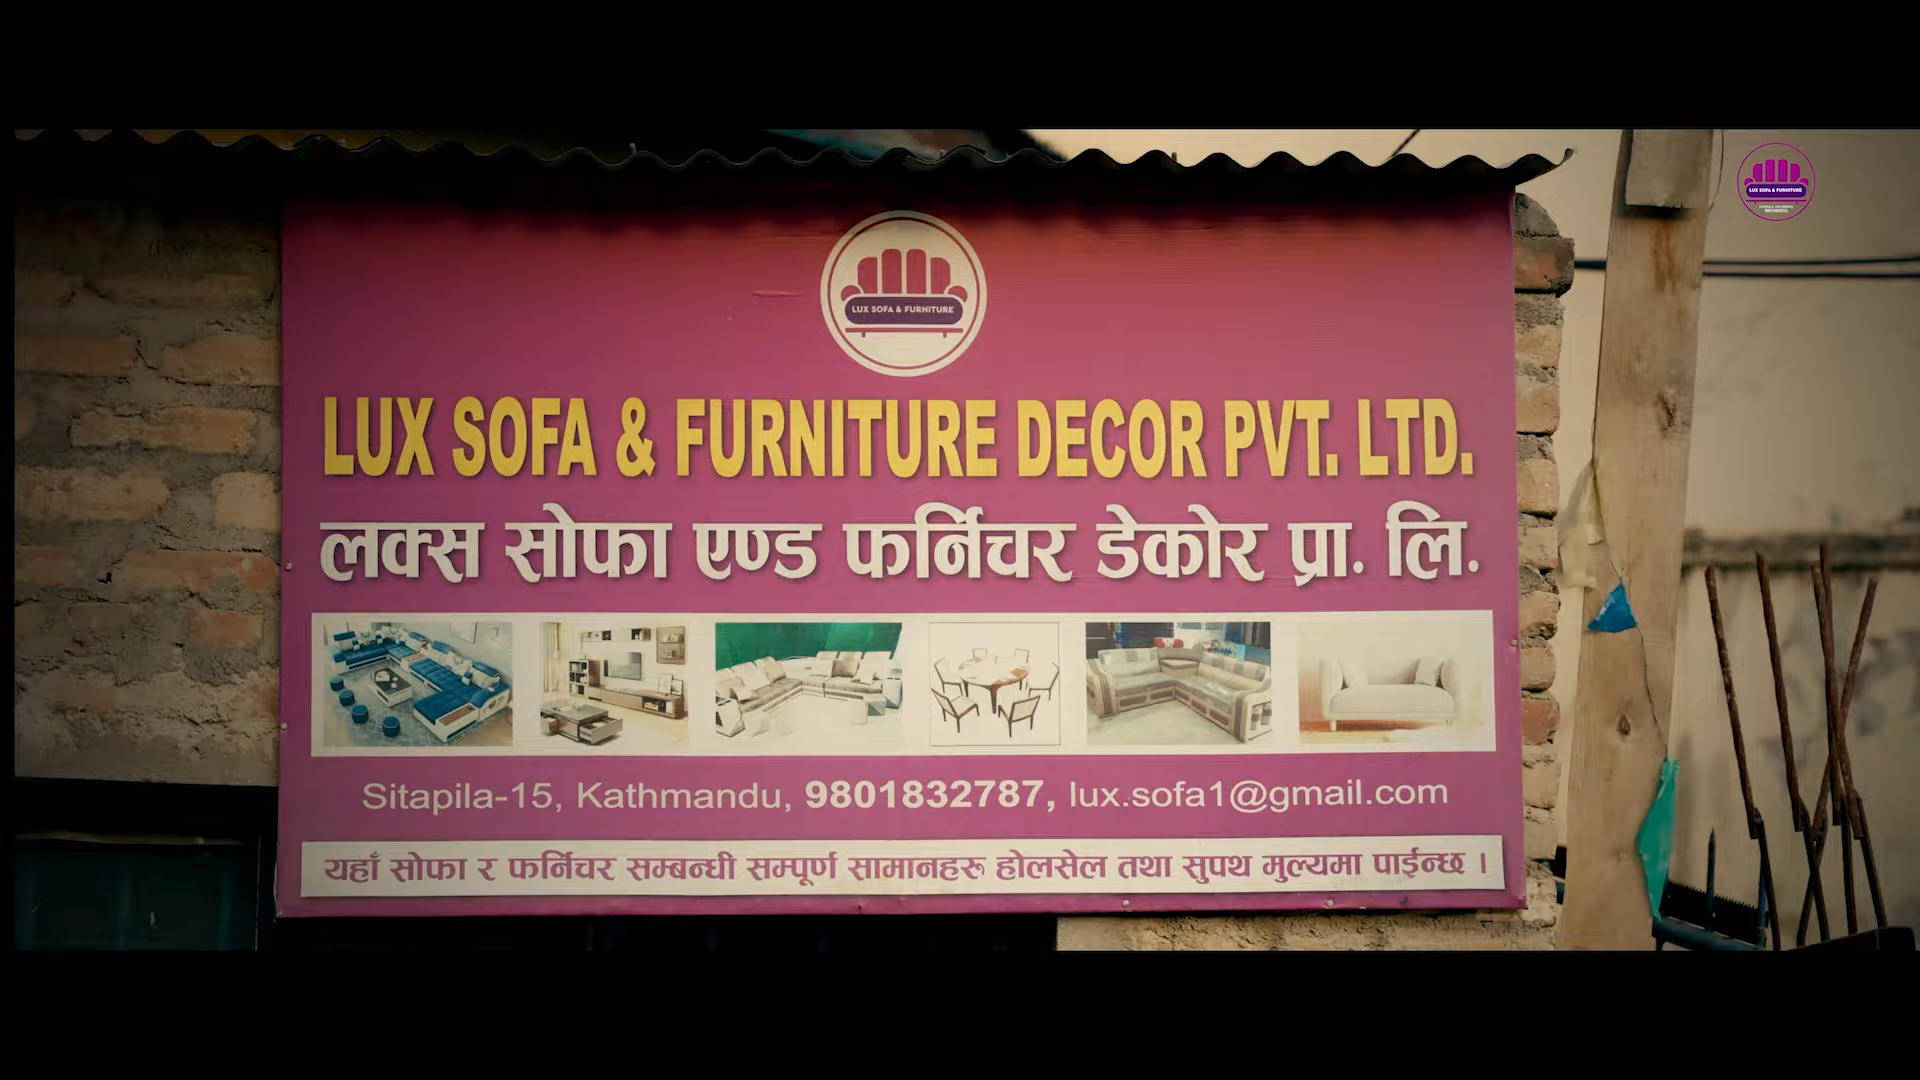 LUX SOFA & FURNITURE
LUX SOFA & FURNITURE
LUX SOFA & FURNITURE DECOR PVT. LTD.
लक्स सोफा एण्ड फर्निचर डेकोर प्रा. लि.
Sitapila-15, Kathmandu, 9801832787, lux.sofa1@gmail.com
यहाँ सोफा र फर्निचर सम्बन्धी सम्पूर्ण सामानहरू होलसेल तथा सुपथ मुल्यमा पाईन्छ ।